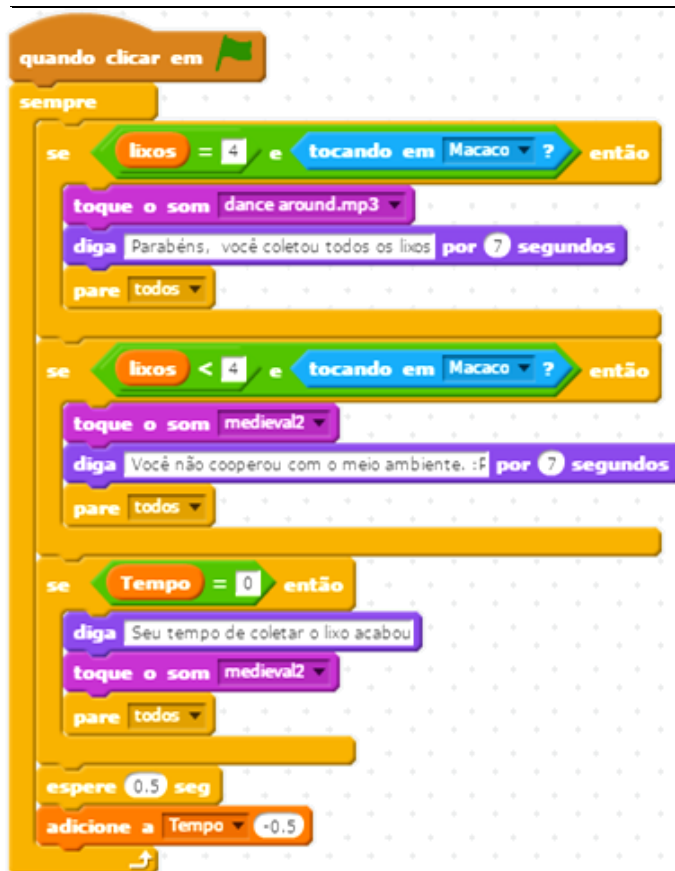 quando clicar em
sempre
se lixos = 4 e tocando em Macaco ? então
toque o som dance around.mp3
diga Parabéns, você coletou todos os lixos por 7 segundos
pare todos
se lixos < 4 e tocando em Macaco ? então
toque o som medieval2
diga Você não cooperou com o meio ambiente. :P por 7 segundos
pare todos
se Tempo = 0 então
diga Seu tempo de coletar o lixo acabou
toque o som medieval2
pare todos
espere 0.5 seg
adicione a Tempo -0.5